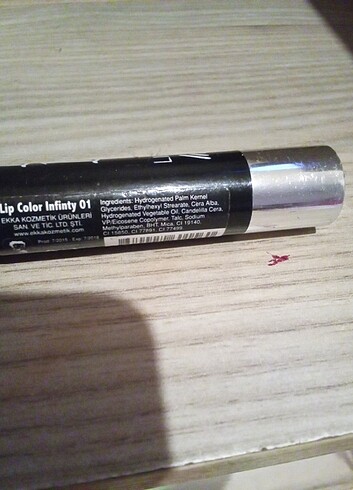 Lip Color Infinty 01
EKKA KOZMETİK ÜRÜNLERİ
SAN. VE TİC. LTD. ŞTİ.
www.ekkakozmetik.com
Ingredients: Hydrogenated Palm Kernel
Glycerides, Ethylhexyl Stearate, Cera Alba,
Hydrogenated Vegetable Oil, Candelilla Cera,
VP/Eicosene Copolymer, Talc, Sodium
Methylparaben, BHT, Mica, CI 19140,
CI 15850, CI 77891, CI 77499